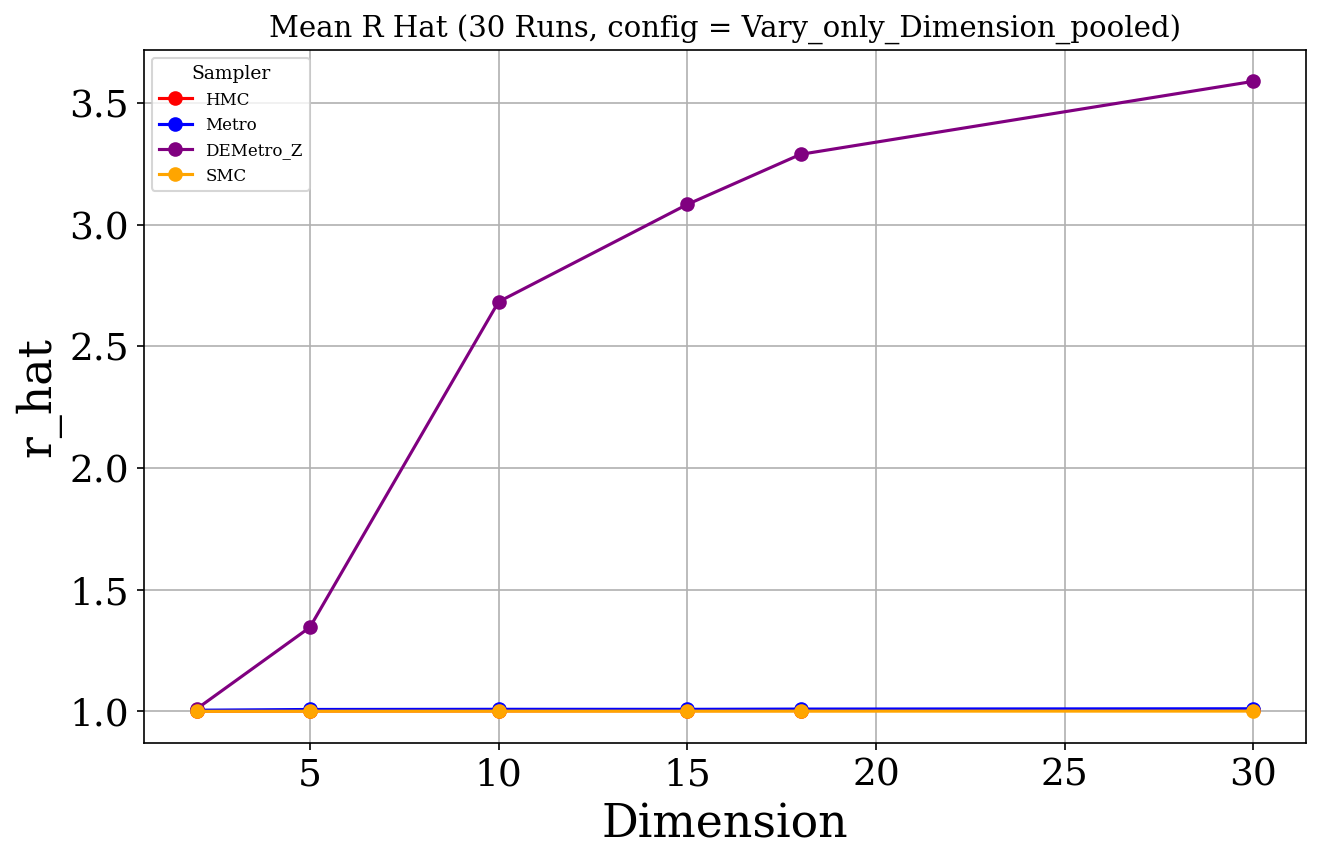 Mean R Hat (30 Runs, config = Vary_only_Dimension_pooled)
Sampler
HMC
Metro
DEMetro_Z
SMC
r_hat
3.5
3.0
2.5
2.0
1.5
1.0
5 10 15 20 25 30
Dimension